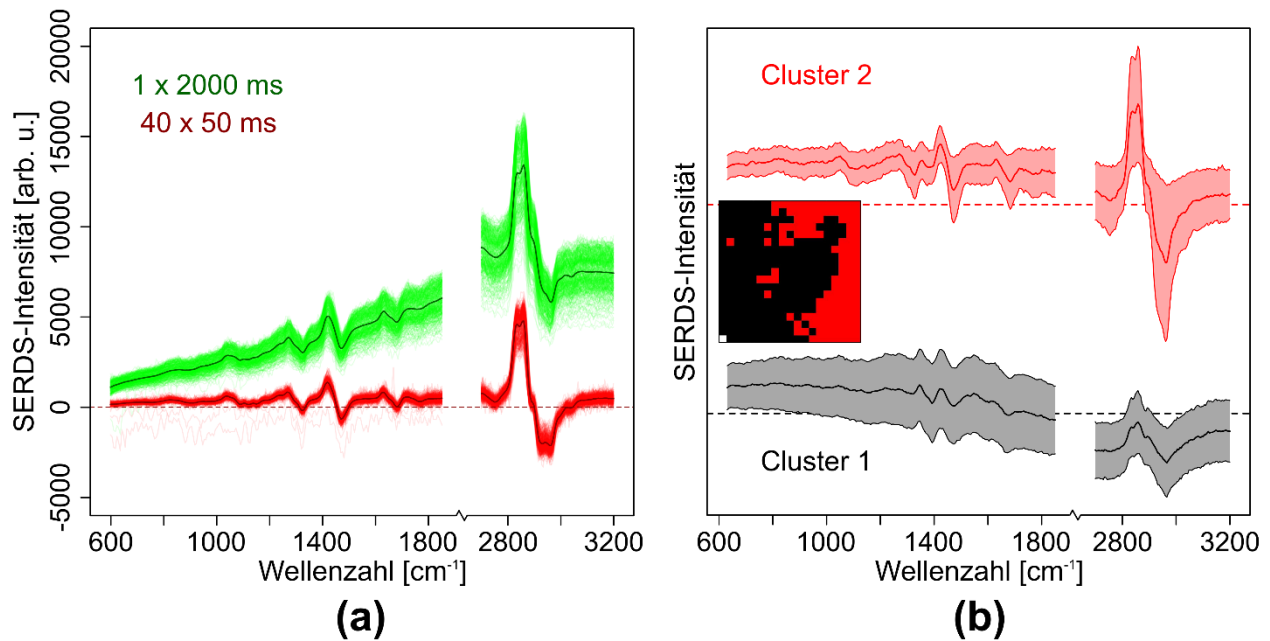 20000
15000
10000
5000
0
-5000
SERDS-Intensität [arb. u.]
1 x 2000 ms
40 x 50 ms
600 1000 1400 1800 2800 3200
Wellenzahl [cm-1]
(a)
SERDS-Intensität
Cluster 2
Cluster 1
600 1000 1400 1800 2800 3200
Wellenzahl [cm-1]
(b)